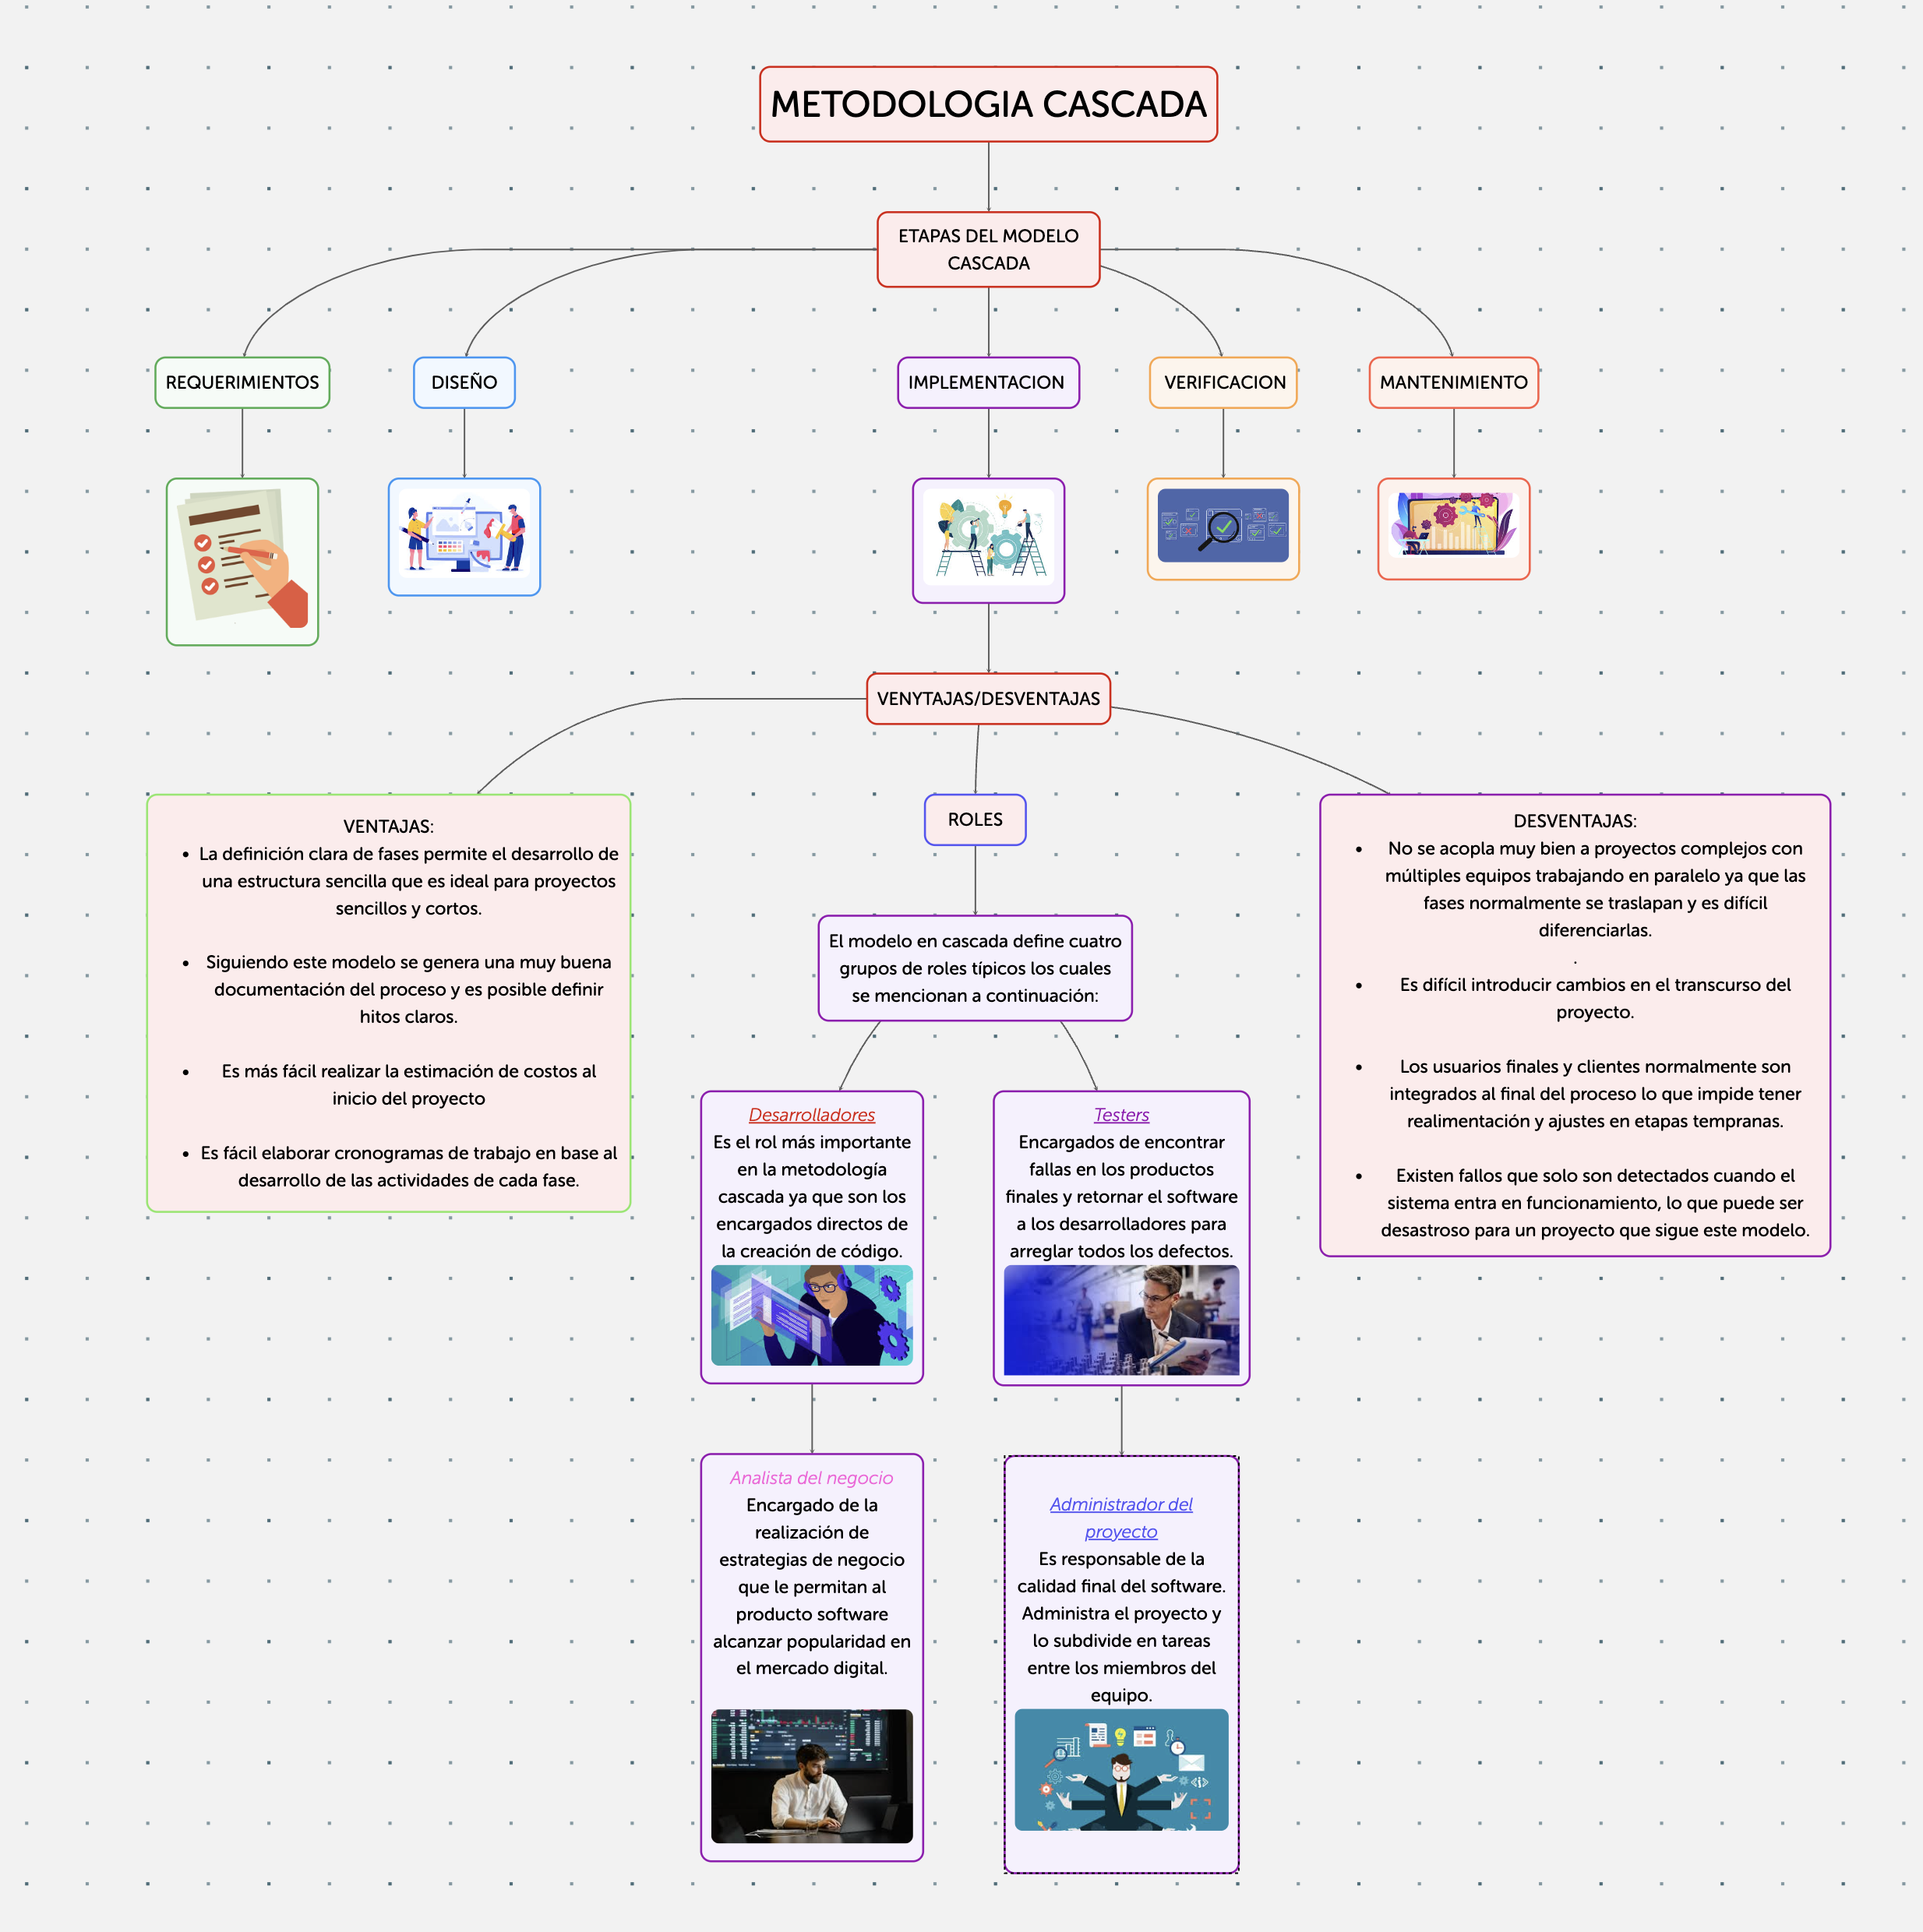 METODOLOGIA CASCADA
ETAPAS DEL MODELO
CASCADA
REQUERIMIENTOS
DISEÑO
IMPLEMENTACION
VERIFICACION
MANTENIMIENTO
VENYTAJAS/DESVENTAJAS
VENTAJAS:
• La definición clara de fases permite el desarrollo de
una estructura sencilla que es ideal para proyectos
sencillos y cortos.
• Siguiendo este modelo se genera una muy buena
documentación del proceso y es posible definir
hitos claros.
• Es más fácil realizar la estimación de costos al
inicio del proyecto
• Es fácil elaborar cronogramas de trabajo en base al
desarrollo de las actividades de cada fase.
ROLES
El modelo en cascada define cuatro
grupos de roles típicos los cuales
se mencionan a continuación:
DESVENTAJAS:
• No se acopla muy bien a proyectos complejos con
múltiples equipos trabajando en paralelo ya que las
fases normalmente se traslapan y es difícil
diferenciarlas.
.
• Es difícil introducir cambios en el transcurso del
proyecto.
• Los usuarios finales y clientes normalmente son
integrados al final del proceso lo que impide tener
realimentación y ajustes en etapas tempranas.
• Existen fallos que solo son detectados cuando el
sistema entra en funcionamiento, lo que puede ser
desastroso para un proyecto que sigue este modelo.
Desarrolladores
Es el rol más importante
en la metodología
cascada ya que son los
encargados directos de
la creación de código.
Testers
Encargados de encontrar
fallas en los productos
finales y retornar el software
a los desarrolladores para
arreglar todos los defectos.
Analista del negocio
Encargado de la
realización de
estrategias de negocio
que le permitan al
producto software
alcanzar popularidad en
el mercado digital.
Administrador del
proyecto
Es responsable de la
calidad final del software.
Administra el proyecto y
lo subdivide en tareas
entre los miembros del
equipo.